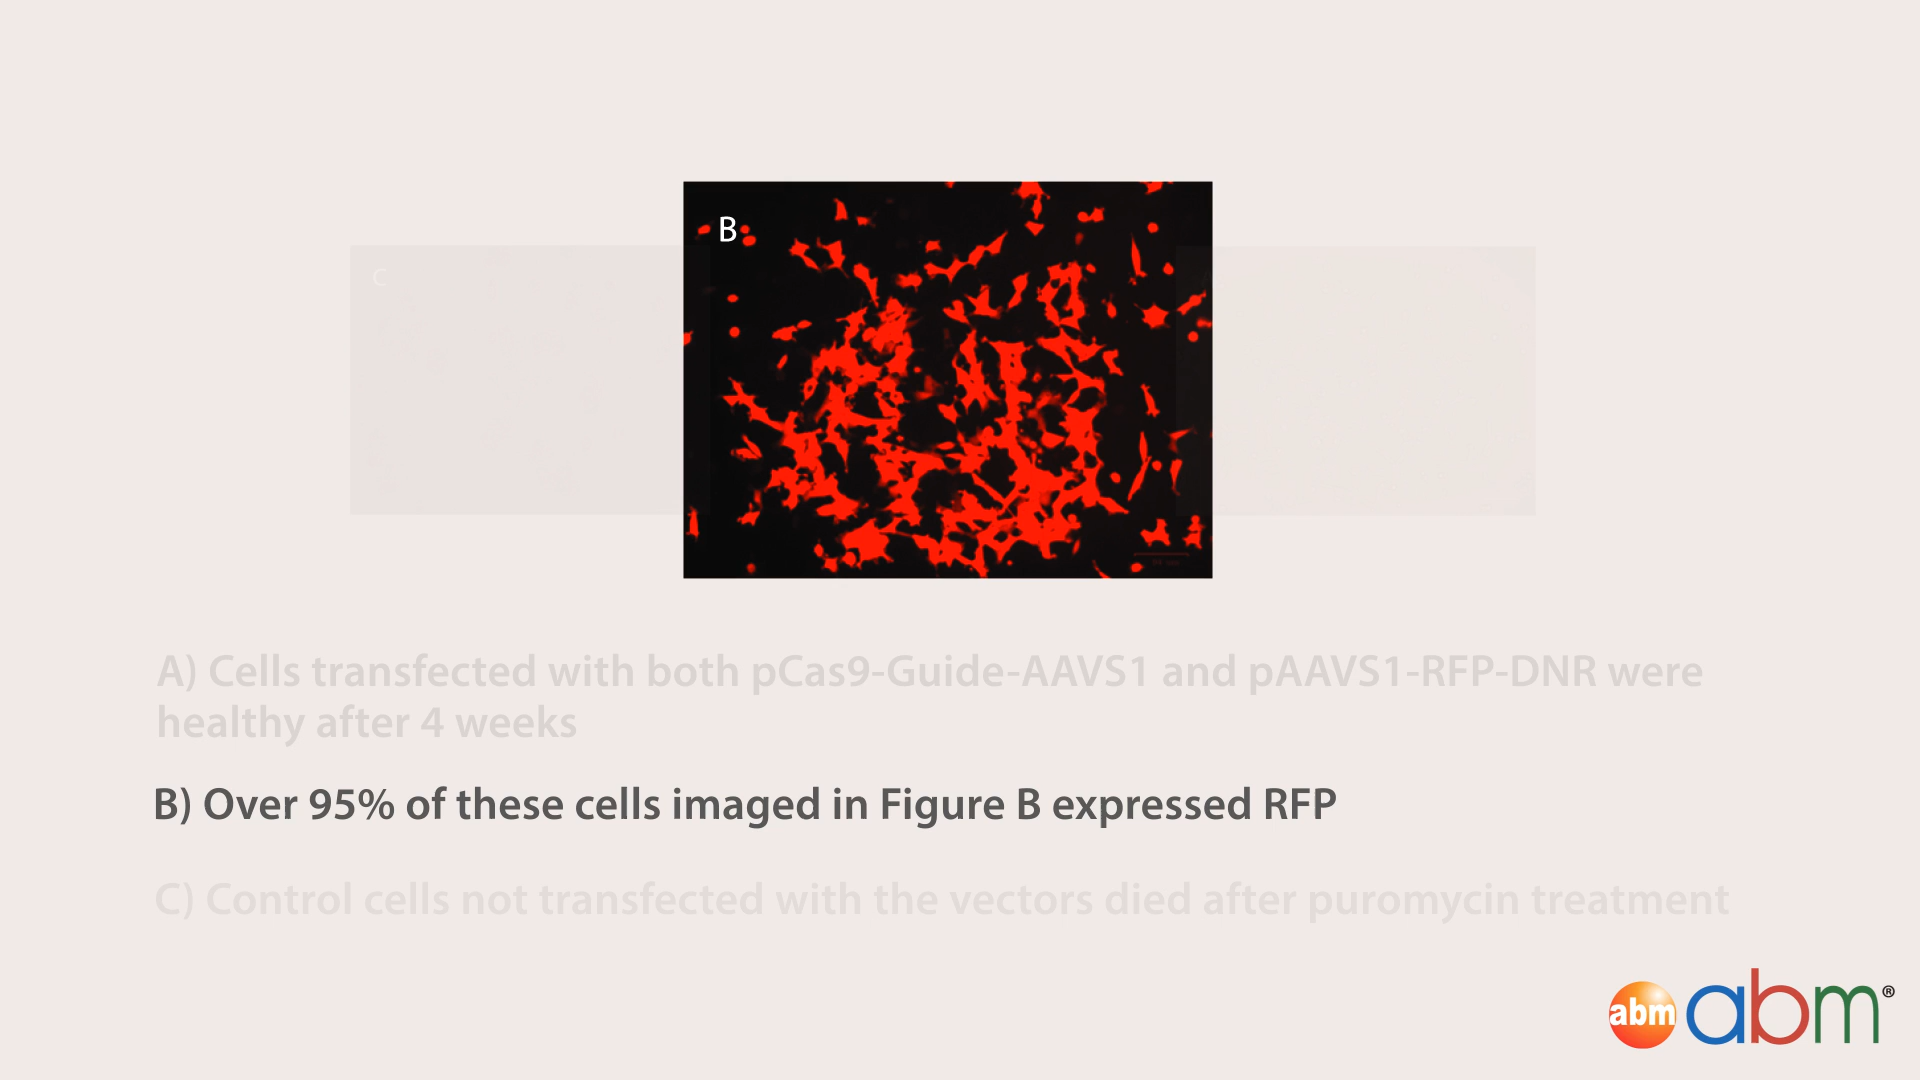 B
C
A) Cells transfected with both pCas9-Guide-AAVS1 and pAAVS1-RFP-DNR were
healthy after 4 weeks
B) Over 95% of these cells imaged in Figure B expressed RFP
C) Control cells not transfected with the vectors died after puromycin treatment
abm abm®